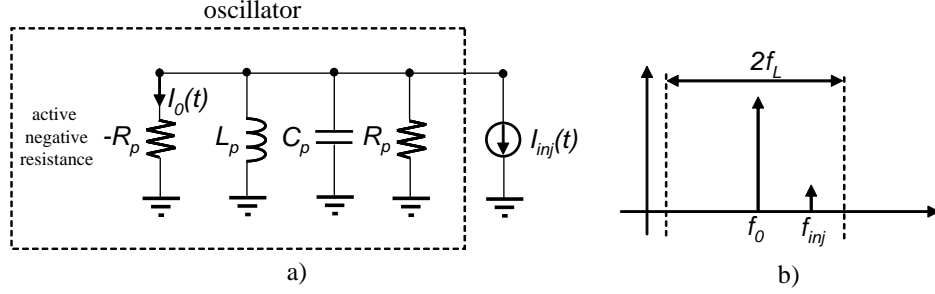 oscillator
I0(t)
active
negative
resistance
-Rp
Lp
Cp
Rp
Iinj(t)
a)
2fL
f0
finj
b)